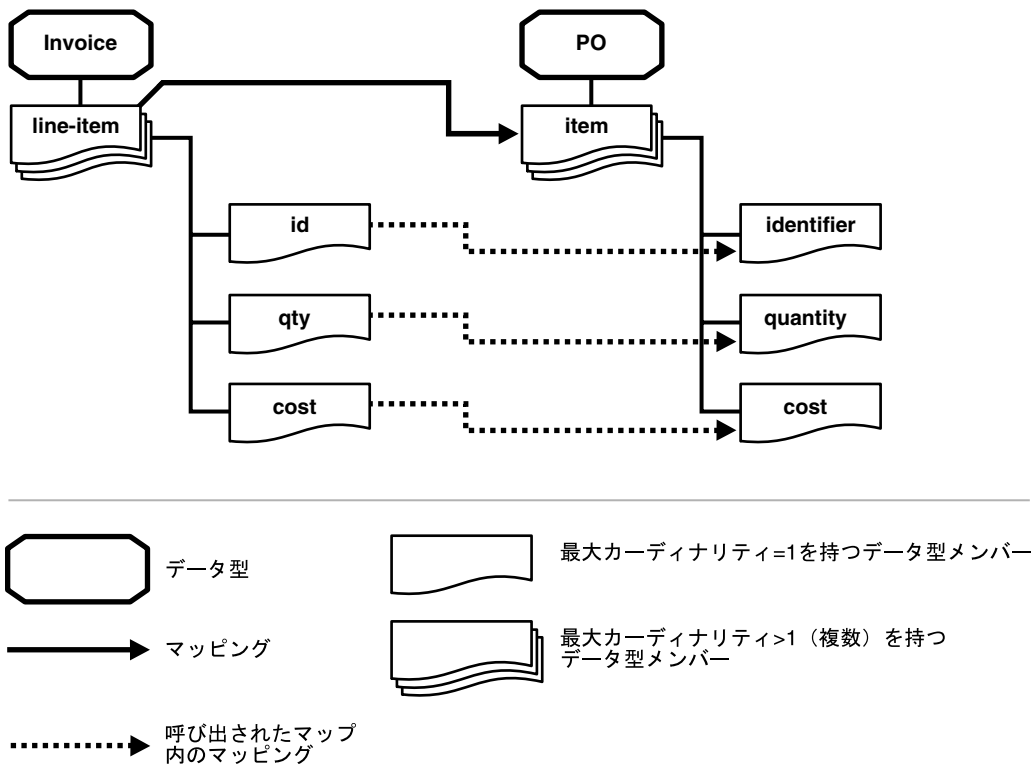 Invoice
PO
line-item
item
id
identifier
qty
quantity
cost
cost
データ型
最大カーディナリティ=1を持つデータ型メンバー
マッピング
最大カーディナリティ>1（複数）を持つ
データ型メンバー
呼び出されたマップ
内のマッピング